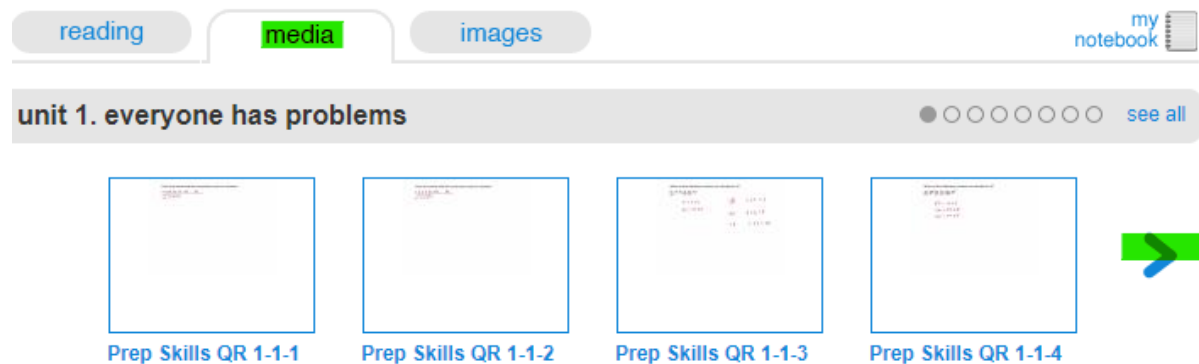 reading media images my
notebook
unit 1. everyone has problems see all
Prep Skills QR 1-1-1 Prep Skills QR 1-1-2 Prep Skills QR 1-1-3 Prep Skills QR 1-1-4